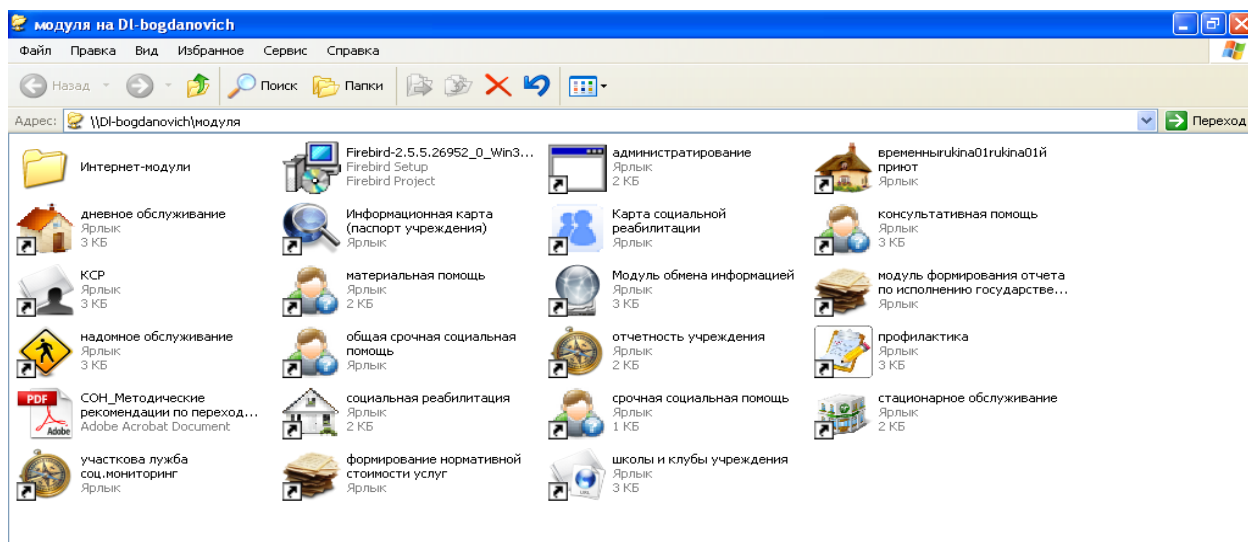 модуля на Dl-bogdanovich
Файл Правка Вид Избранное Сервис Справка
Назад Поиск Папки
Адрес: \\Dl-bogdanovich\модуля Переход
Интернет-модули
Firebird-2.5.5.26952_0_Win3...
Firebird Setup
Firebird Project
администратирование
Ярлык
2 КБ
временныrukina01rukina01й
приют
Ярлык
дневное обслуживание
Ярлык
3 КБ
Информационная карта
(паспорт учреждения)
Ярлык
Карта социальной
реабилитации
Ярлык
консультативная помощь
Ярлык
3 КБ
КСР
Ярлык
3 КБ
материальная помощь
Ярлык
2 КБ
Модуль обмена информацией
Ярлык
3 КБ
модуль формирования отчета
по исполнению государстве...
Ярлык
надомное обслуживание
Ярлык
3 КБ
общая срочная социальная
помощь
Ярлык
отчетность учреждения
Ярлык
2 КБ
профилактика
Ярлык
3 КБ
PDF
Adobe
СОН_Методические
рекомендации по переход...
Adobe Acrobat Document
социальная реабилитация
Ярлык
2 КБ
срочная социальная помощь
Ярлык
1 КБ
стационарное обслуживание
Ярлык
2 КБ
участкова лужба
соц.мониторинг
Ярлык
формирование нормативной
стоимости услуг
Ярлык
URL
школы и клубы учреждения
Ярлык
3 КБ